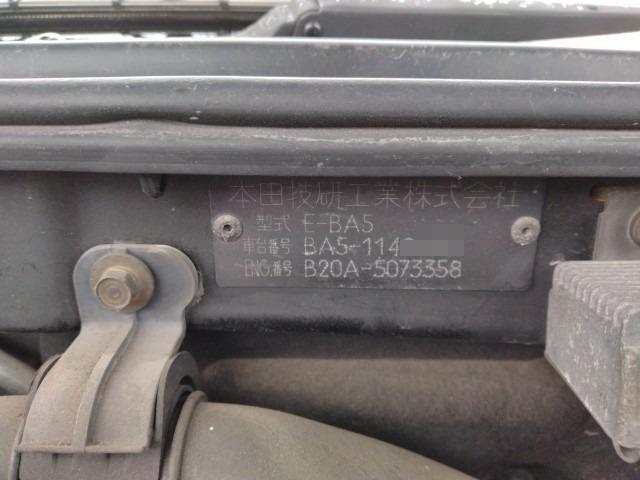 本田技研工業株式会社
型式 E-BA5
車台番号 BA5-114
ENG.番号 B20A-5073358